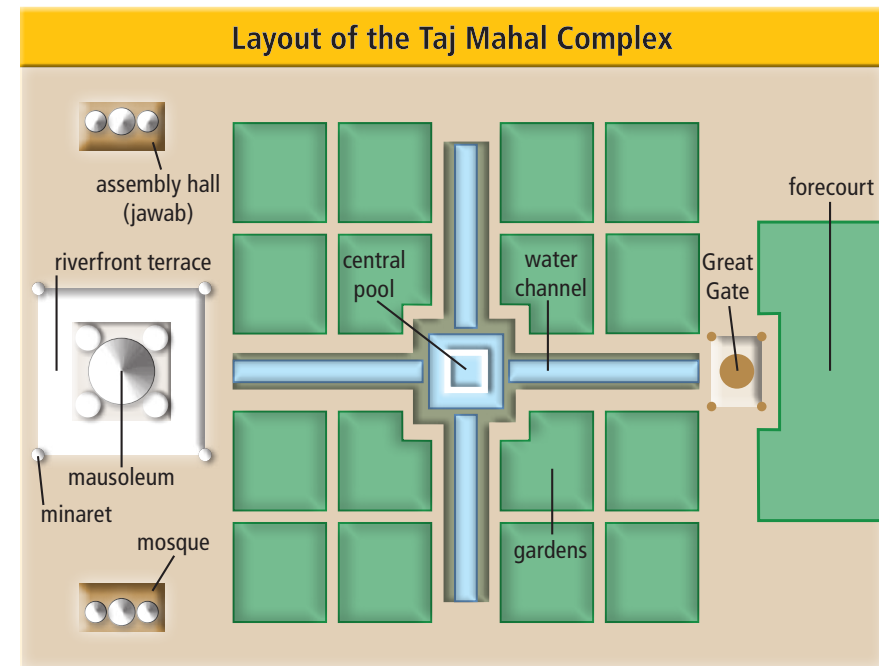 Layout of the Taj Mahal Complex
assembly hall
(jawab)
forecourt
riverfront terrace
central
pool
water
channel
Great
Gate
mausoleum
minaret
mosque
gardens